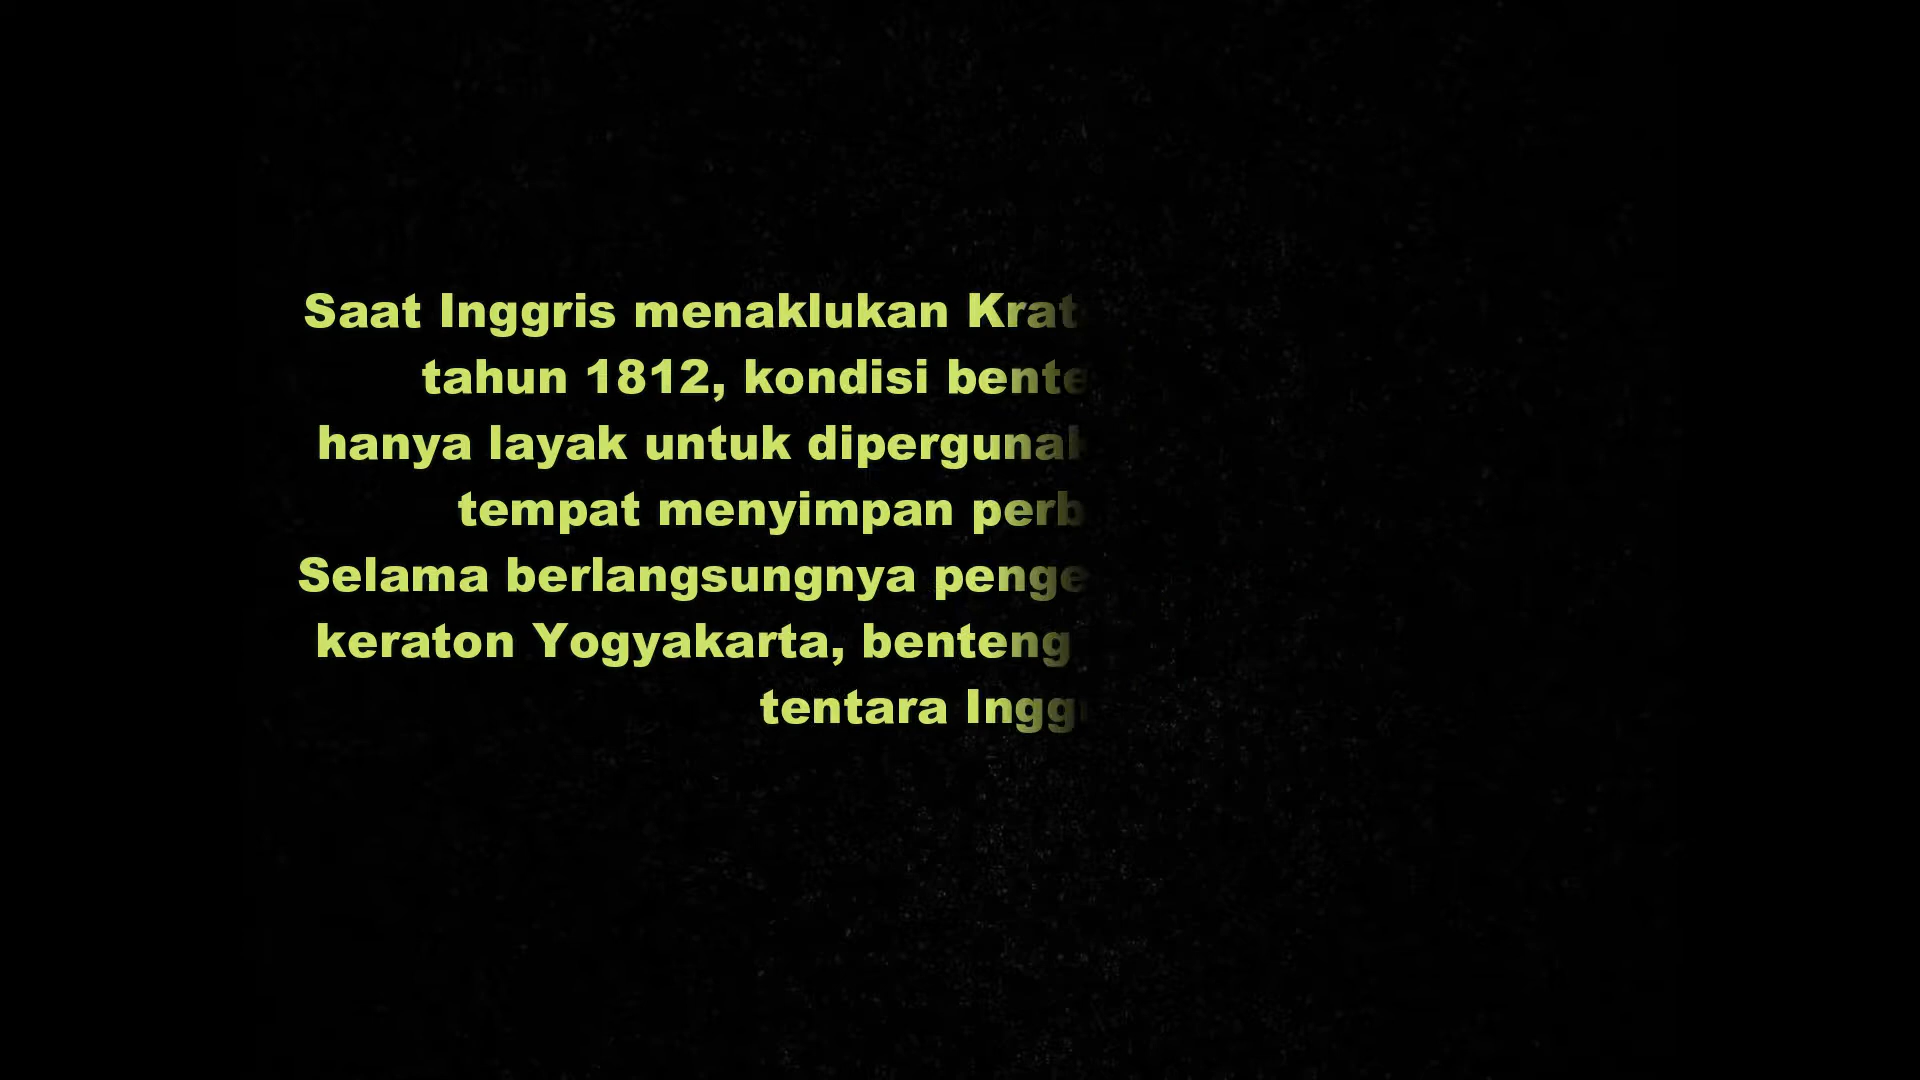 Saat Inggris menaklukan Krat
tahun 1812, kondisi bente
hanya layak untuk dipergunak
tempat menyimpan perb
Selama berlangsungnya penge
keraton Yogyakarta, benteng
tentara Ingg